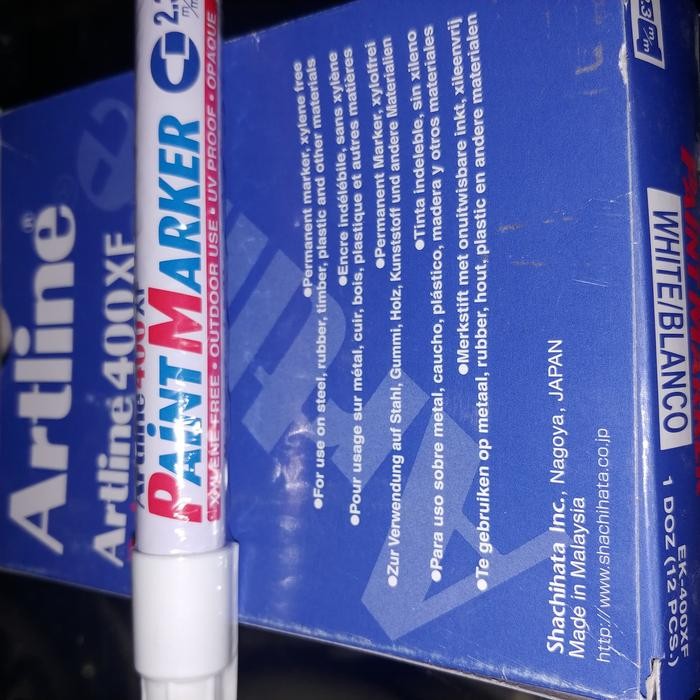 Artline®
Artline 400XF
PAINT MARKER
XYLENE FREE • OUTDOOR USE • UV PROOF • OPAQUE
●Permanent marker, xylene free
●For use on steel, rubber, timber, plastic and other materials
●Encre indélébile, sans xylène
●Pour usage sur métal, cuir, bois, plastique et autres matières
●Permanent Marker, xylolfrei
●Zur Verwendung auf Stahl, Gummi, Holz, Kunststoff und andere Materialien
●Tinta indeleble, sin xileno
●Para uso sobre metal, caucho, plástico, madera y otros materiales
●Merkstift met onuitwisbare inkt, xileenvrij
●Te gebruiken op metaal, rubber, hout, plastic en andere materialen
Shachihata Inc., Nagoya, JAPAN
Made in Malaysia
http://www.shachihata.co.jp
WHITE/BLANCO
EK-400XF
1 DOZ (12 PCS.)